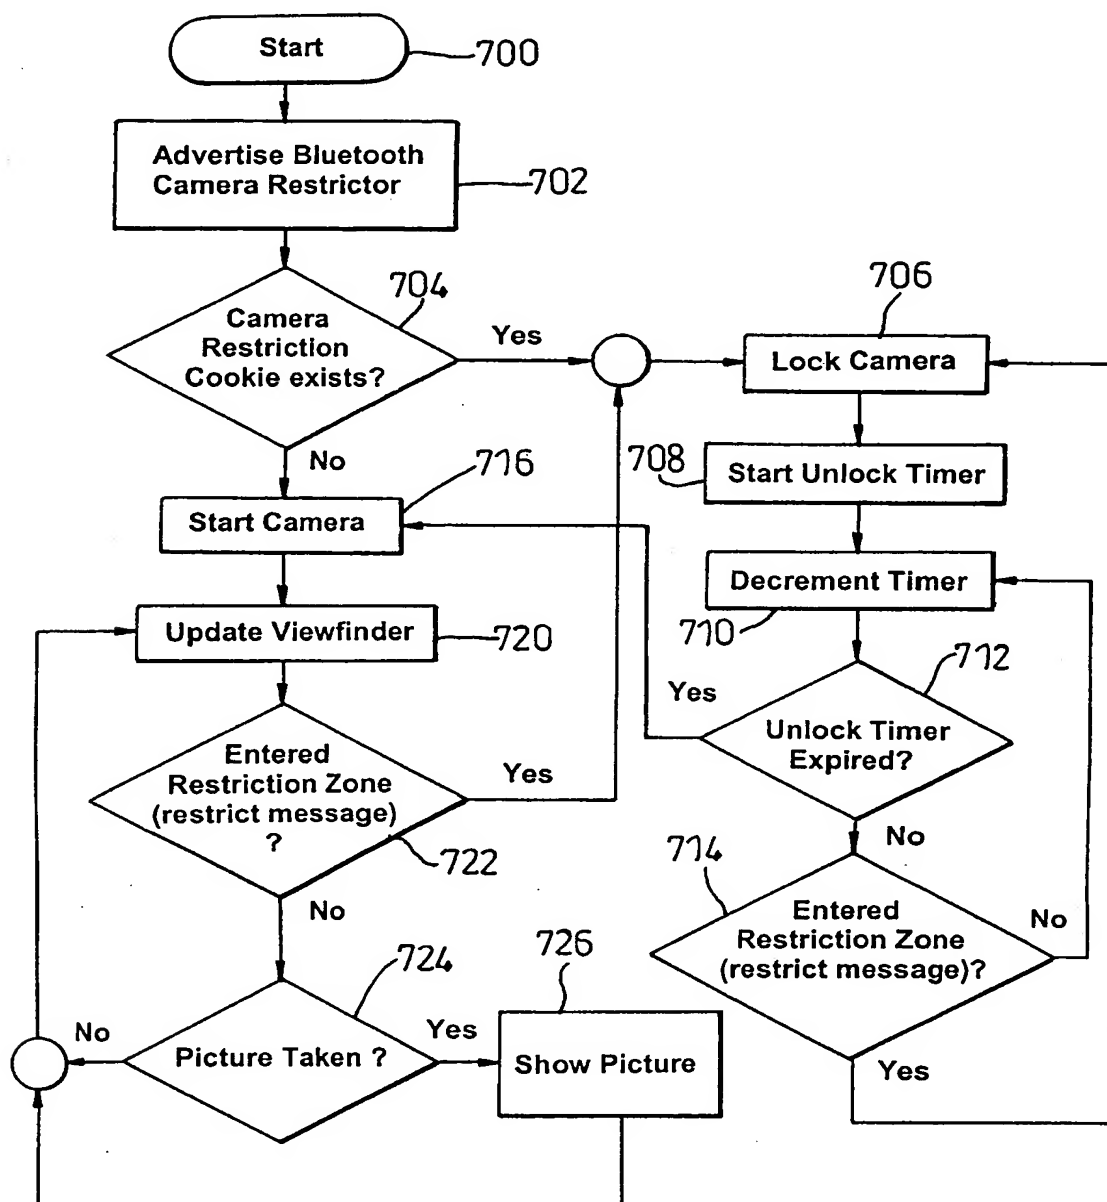 Start
700
Advertise Bluetooth
Camera Restrictor
702
704
Camera
Restriction
Cookie exists?
Yes
No
706
Lock Camera
708
Start Unlock Timer
Decrement Timer
710
712
Unlock Timer
Expired?
Yes
No
714
Entered
Restriction Zone
(restrict message)?
No
Yes
716
Start Camera
Update Viewfinder
720
Entered
Restriction Zone
(restrict message)
?
Yes
722
No
724
Picture Taken ?
No
Yes
726
Show Picture